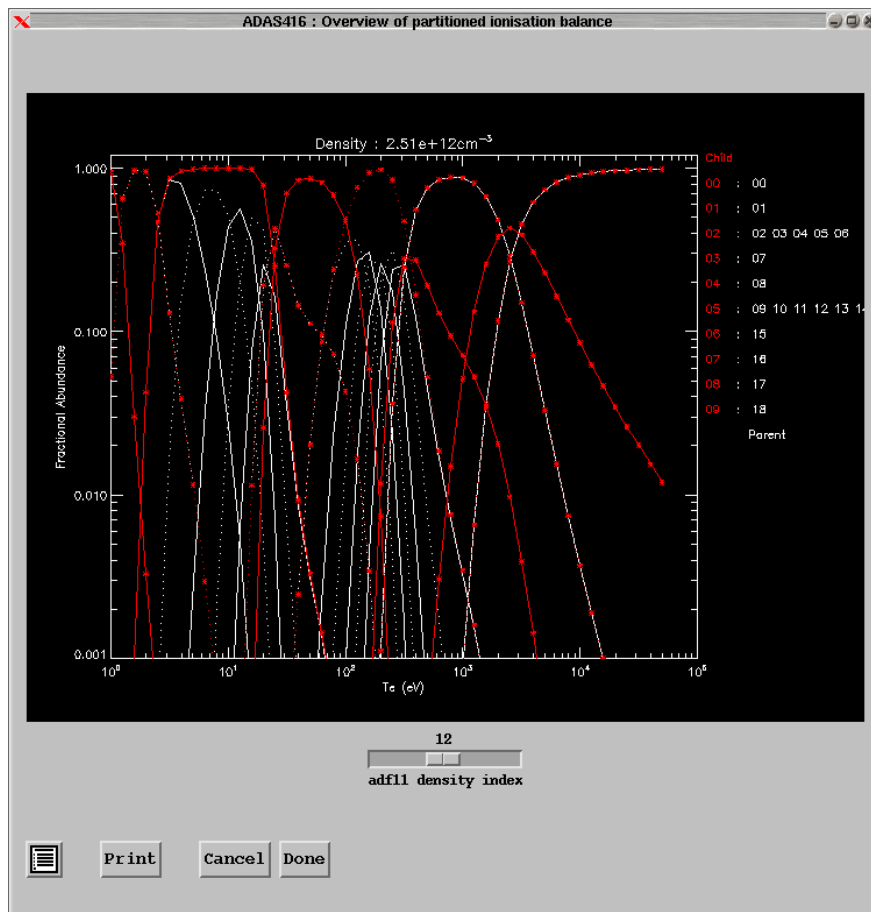 ADAS416 : Overview of partitioned ionisation balance
Density : 2.51e+12cm⁻³
Child
00 : 00
01 : 01
02 : 02 03 04 05 06
03 : 07
04 : 08
05 : 09 10 11 12 13 14
06 : 15
07 : 16
08 : 17
09 : 18
Parent
Fractional Abundance
1.000
0.100
0.010
0.001
10⁰ 10¹ 10² 10³ 10⁴ 10⁵
Te (eV)
12
adf11 density index
Print Cancel Done